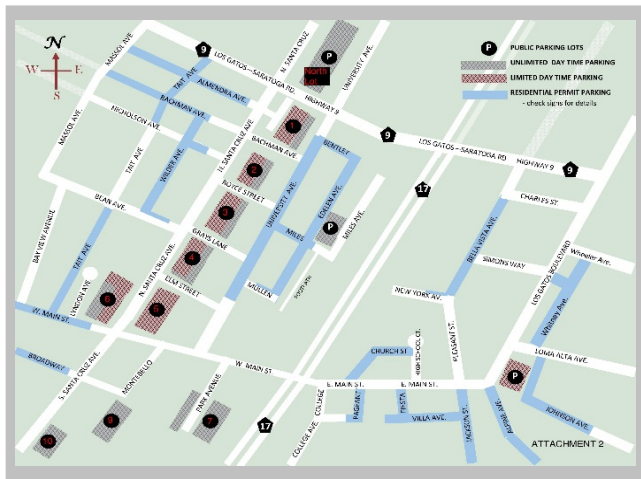 N
W
E
S
MASSOL AVE.
9
LOS GATOS—SARATOGA RD.
HIGHWAY 9
N. SANTA CRUZ
P
North
Lot
UNIVERSITY AVE.
P PUBLIC PARKING LOTS
UNLIMITED DAY TIME PARKING
LIMITED DAY TIME PARKING
RESIDENTIAL PERMIT PARKING
- check signs for details
TAIT AVE.
ALMENDRA AVE.
BACHMAN AVE.
NICHOLSON AVE.
MASSOL AVE.
TAIT AVE
WILDER AVE.
N. SANTA CRUZ AVE
1
BACHMAN AVE
BENTLEY
9
LOS GATOS—SARATOGA RD
HIGHWAY 9
9
2
ROYCE STREET
UNIVERSITY AVE.
EDELEN AVE.
17
3
P
MILES AVE.
MILES
BEAN AVE.
GRAYS LANE
4
BAY VIEW AVENUE
TAIT AVE.
N. SANTA CRUZ AVE.
ELM STREET
MULLEN
CHARLES ST.
BELLA VISTA AVE.
SIMONS WAY
LOS GATOS BOULEVARD
Whitney Ave.
NEW YORK AV.
LYNDON AVE
6
5
W. MAIN ST.
W. MAIN ST.
BROADWAY
S. SANTA CRUZ AVE.
MONTEBELLO
PARK AVENUE
CHURCH ST
HIGH SCHOOL CT.
LOMA ALTA AVE.
P
E. MAIN ST.
E. MAIN ST.
COLLEGE
COLLEGE AVE.
FIESTA
VILLA AVE.
JACKSON ST
JOHNSON AVE.
10
9
7
17
ATTACHMENT 2